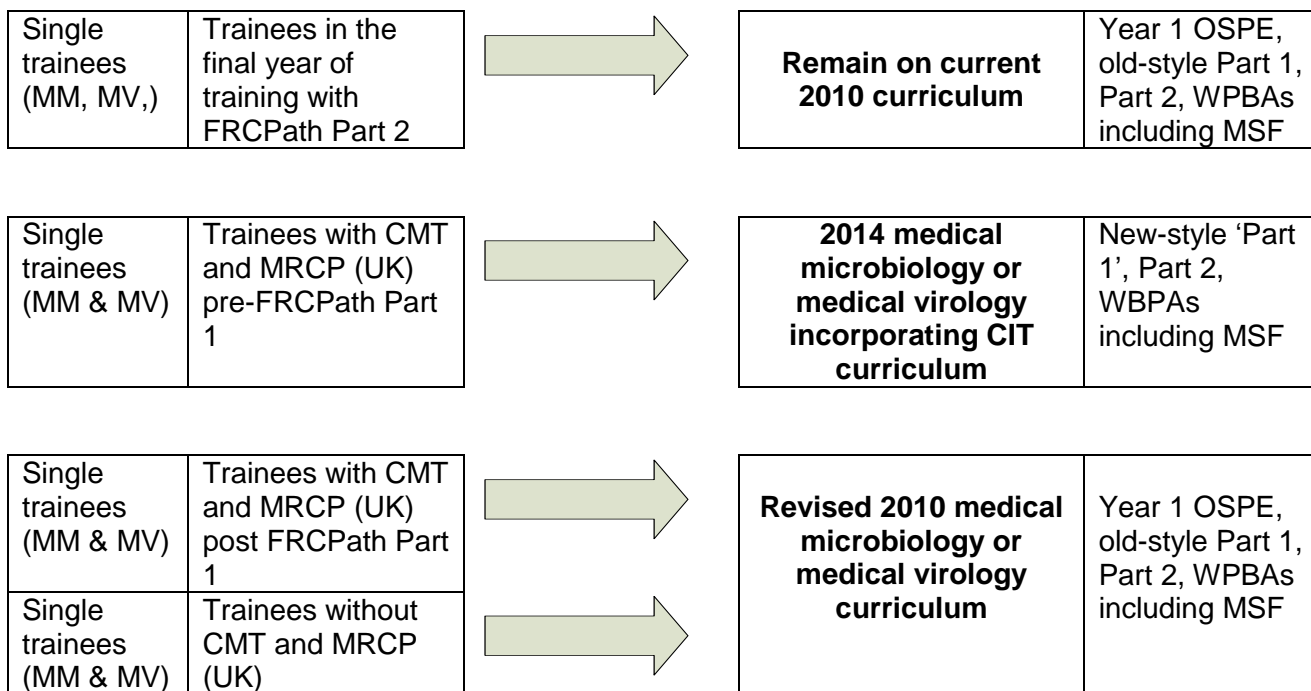 Single
trainees
(MM, MV,)
Trainees in the
final year of
training with
FRCPath Part 2
Remain on current
2010 curriculum
Year 1 OSPE,
old-style Part 1,
Part 2, WPBAs
including MSF
Single
trainees
(MM & MV)
Trainees with CMT
and MRCP (UK)
pre-FRCPath Part
1
2014 medical
microbiology or
medical virology
incorporating CIT
curriculum
New-style ‘Part
1’, Part 2,
WBPAs
including MSF
Single
trainees
(MM & MV)
Trainees with CMT
and MRCP (UK)
post FRCPath Part
1
Single
trainees
(MM & MV)
Trainees without
CMT and MRCP
(UK)
Revised 2010 medical
microbiology or
medical virology
curriculum
Year 1 OSPE,
old-style Part 1,
Part 2, WPBAs
including MSF